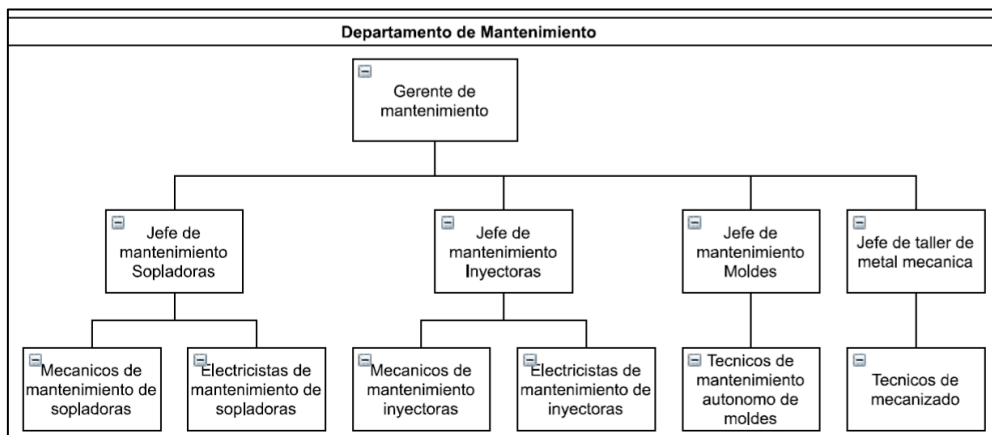 Departamento de Mantenimiento
Gerente de
mantenimiento
Jefe de
mantenimiento
Sopladoras
Jefe de
mantenimiento
Inyectoras
Jefe de
mantenimiento
Moldes
Jefe de taller de
metal mecanica
Mecanicos de
mantenimiento de
sopladoras
Electricistas de
mantenimiento de
sopladoras
Mecanicos de
mantenimiento
inyectoras
Electricistas de
mantenimiento de
inyectoras
Tecnicos de
mantenimiento
autonomo de
moldes
Tecnicos de
mecanizado